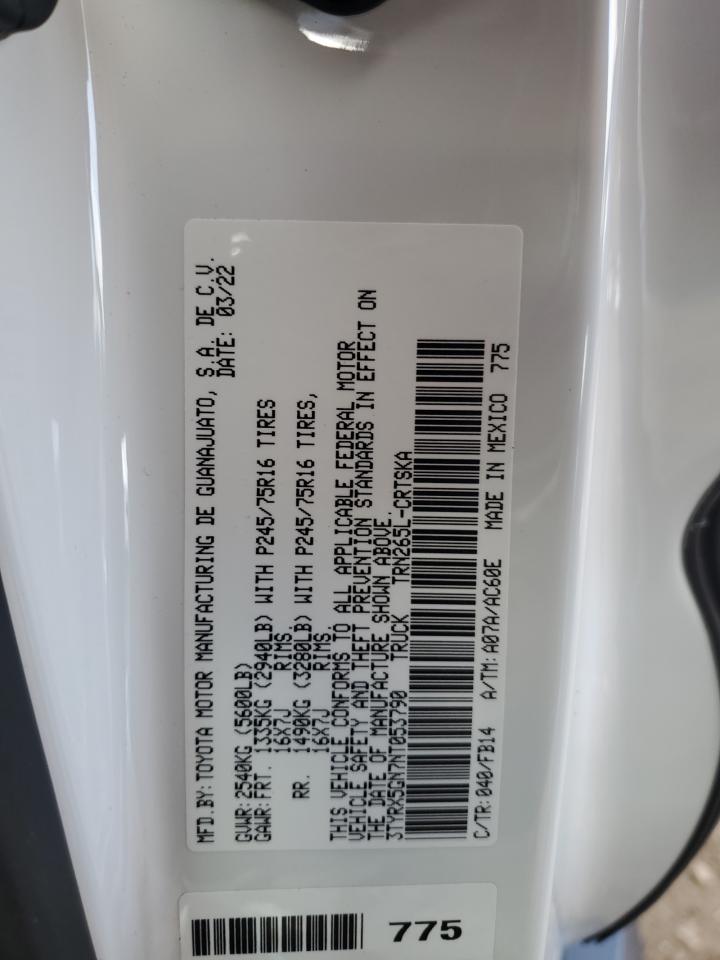 MFD.BY: TOYOTA MOTOR MANUFACTURING DE GUANAJUATO, S.A. DE C.V.
DATE: 03/22
GVWR: 2540KG (5600LB)
GAWR: FRT. 1335KG (2940LB) WITH P245/75R16 TIRES
16X7J RIMS.
RR. 1490KG (3280LB) WITH P245/75R16 TIRES,
16X7J RIMS.
THIS VEHICLE CONFORMS TO ALL APPLICABLE FEDERAL MOTOR
VEHICLE SAFETY AND THEFT PREVENTION STANDARDS IN EFFECT ON
THE DATE OF MANUFACTURE SHOWN ABOVE.
3TYRX5GN7NT053790 TRUCK TRN265L-CRTSKA
C/TR: 040/FB14 A/TM: A07A/AC60E MADE IN MEXICO 775
775